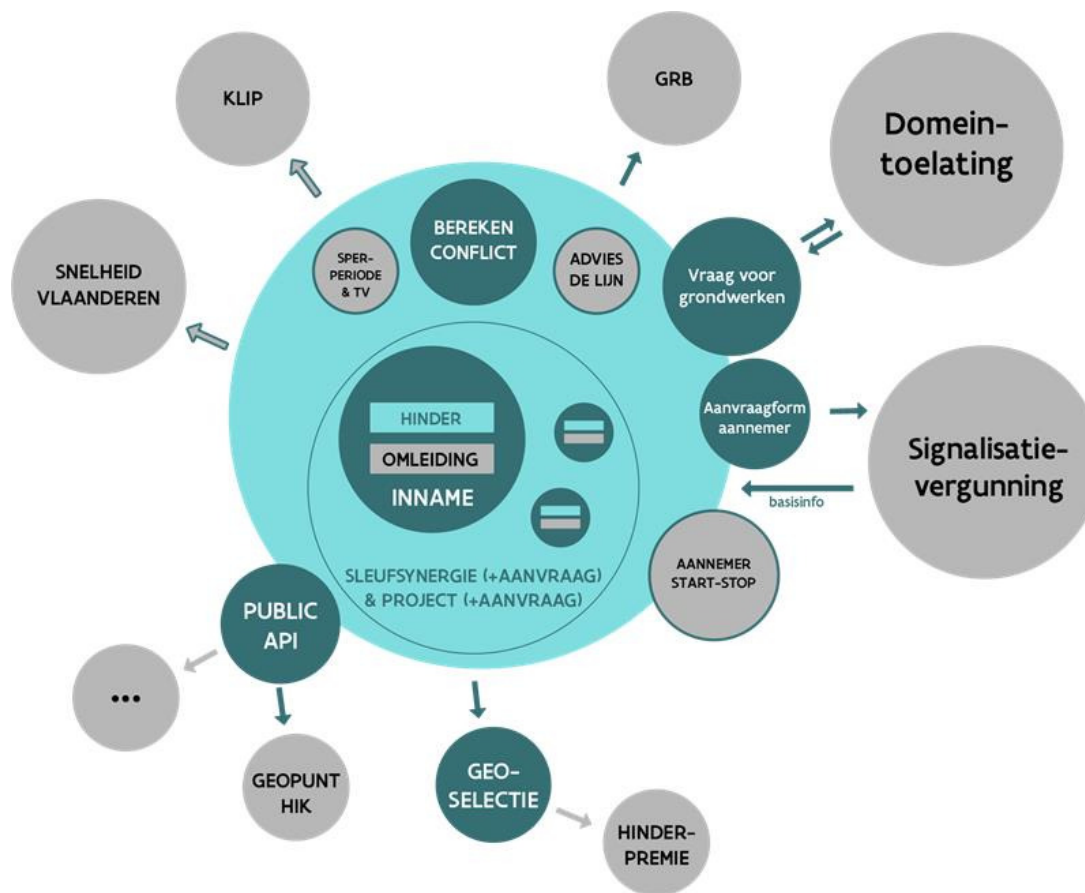 KLIP
GRB
Domein-
toelating
SNELHEID
VLAANDEREN
SPER-
PERIODE
& TV
BEREKEN
CONFLICT
ADVIES
DE LIJN
Vraag voor
grondwerken
HINDER
OMLEIDING
INNAME
Aanvraagform
aannemer
Signalisatie-
vergunning
basisinfo
AANNEMER
START-STOP
SLEUFSYNERGIE (+AANVRAAG)
& PROJECT (+AANVRAAG)
PUBLIC
API
...
GEOPUNT
HIK
GEO-
SELECTIE
HINDER-
PREMIE